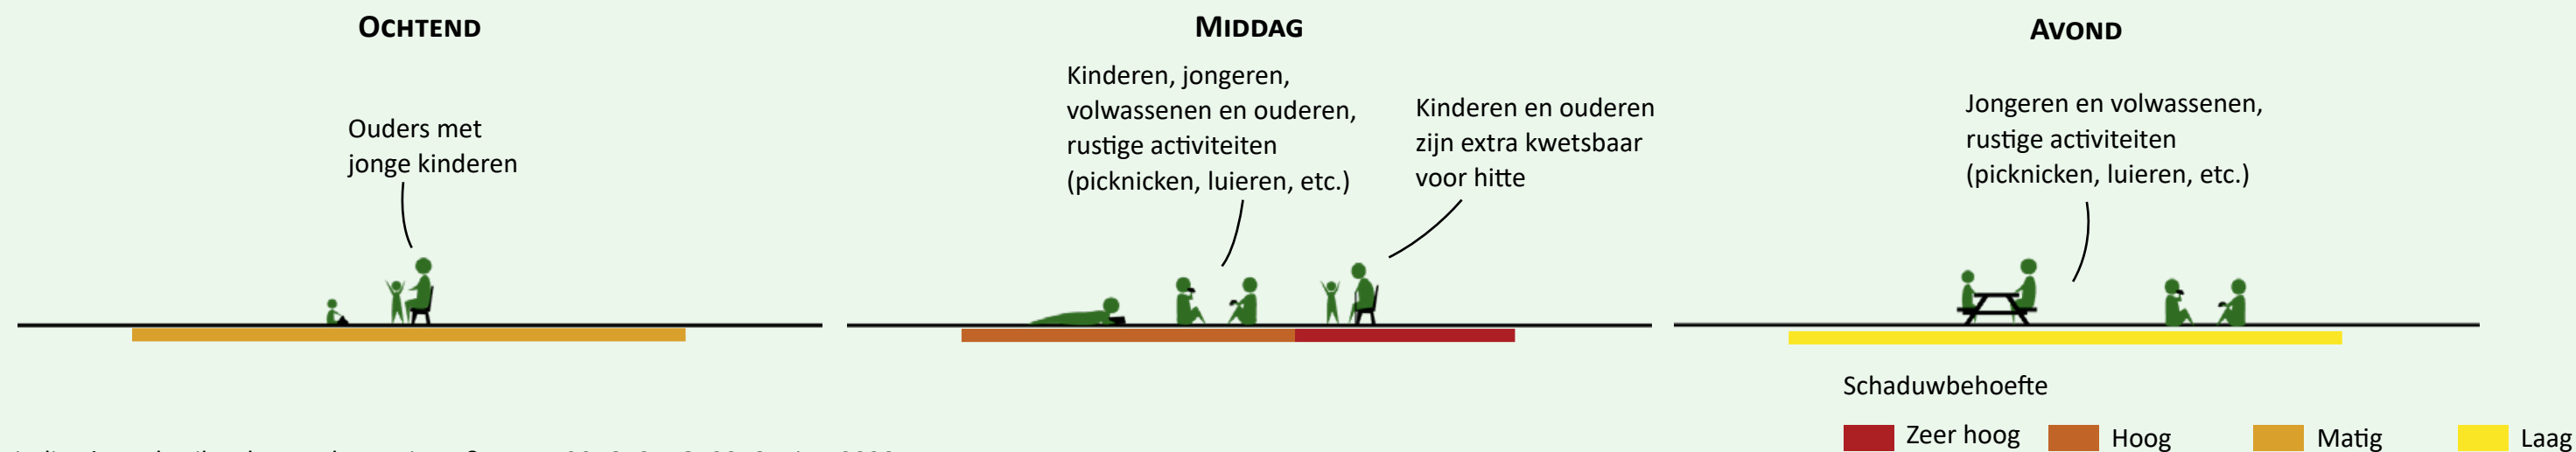 OCHTEND
Ouders met
jonge kinderen
MIDDAG
Kinderen, jongeren,
volwassenen en ouderen,
rustige activiteiten
(picknicken, luieren, etc.)
Kinderen en ouderen
zijn extra kwetsbaar
voor hitte
AVOND
Jongeren en volwassenen,
rustige activiteiten
(picknicken, luieren, etc.)
Schaduwbehoefte
Zeer hoog
Hoog
Matig
Laag